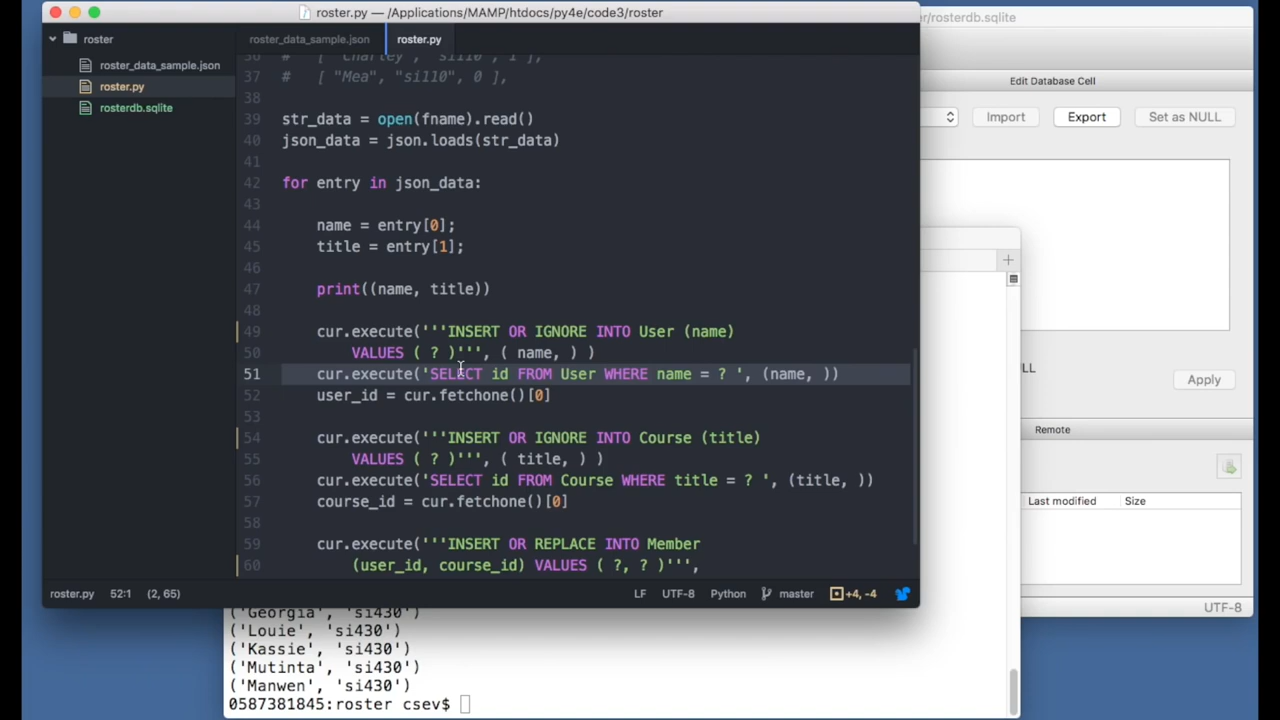 roster.py — /Applications/MAMP/htdocs/py4e/code3/roster
/rosterdb.sqlite
roster
roster_data_sample.json
roster.py
rosterdb.sqlite
roster_data_sample.json
roster.py
36 # [ "Charley", "si110", 1 ],
37 # [ "Mea", "si110", 0 ],
38
39 str_data = open(fname).read()
40 json_data = json.loads(str_data)
41
42 for entry in json_data:
43
44 name = entry[0];
45 title = entry[1];
46
47 print((name, title))
48
49 cur.execute('''INSERT OR IGNORE INTO User (name)
50 VALUES ( ? )''', ( name, ) )
51 cur.execute('SELECT id FROM User WHERE name = ? ', (name, ))
52 user_id = cur.fetchone()[0]
53
54 cur.execute('''INSERT OR IGNORE INTO Course (title)
55 VALUES ( ? )''', ( title, ) )
56 cur.execute('SELECT id FROM Course WHERE title = ? ', (title, ))
57 course_id = cur.fetchone()[0]
58
59 cur.execute('''INSERT OR REPLACE INTO Member
60 (user_id, course_id) VALUES ( ?, ? )''',
roster.py 52:1 (2, 65) LF UTF-8 Python master +4, -4
Edit Database Cell
Import Export Set as NULL
Apply
Remote
Last modified Size
UTF-8
('Georgia', 'si430')
('Louie', 'si430')
('Kassie', 'si430')
('Mutinta', 'si430')
('Manwen', 'si430')
0587381845:roster csev$